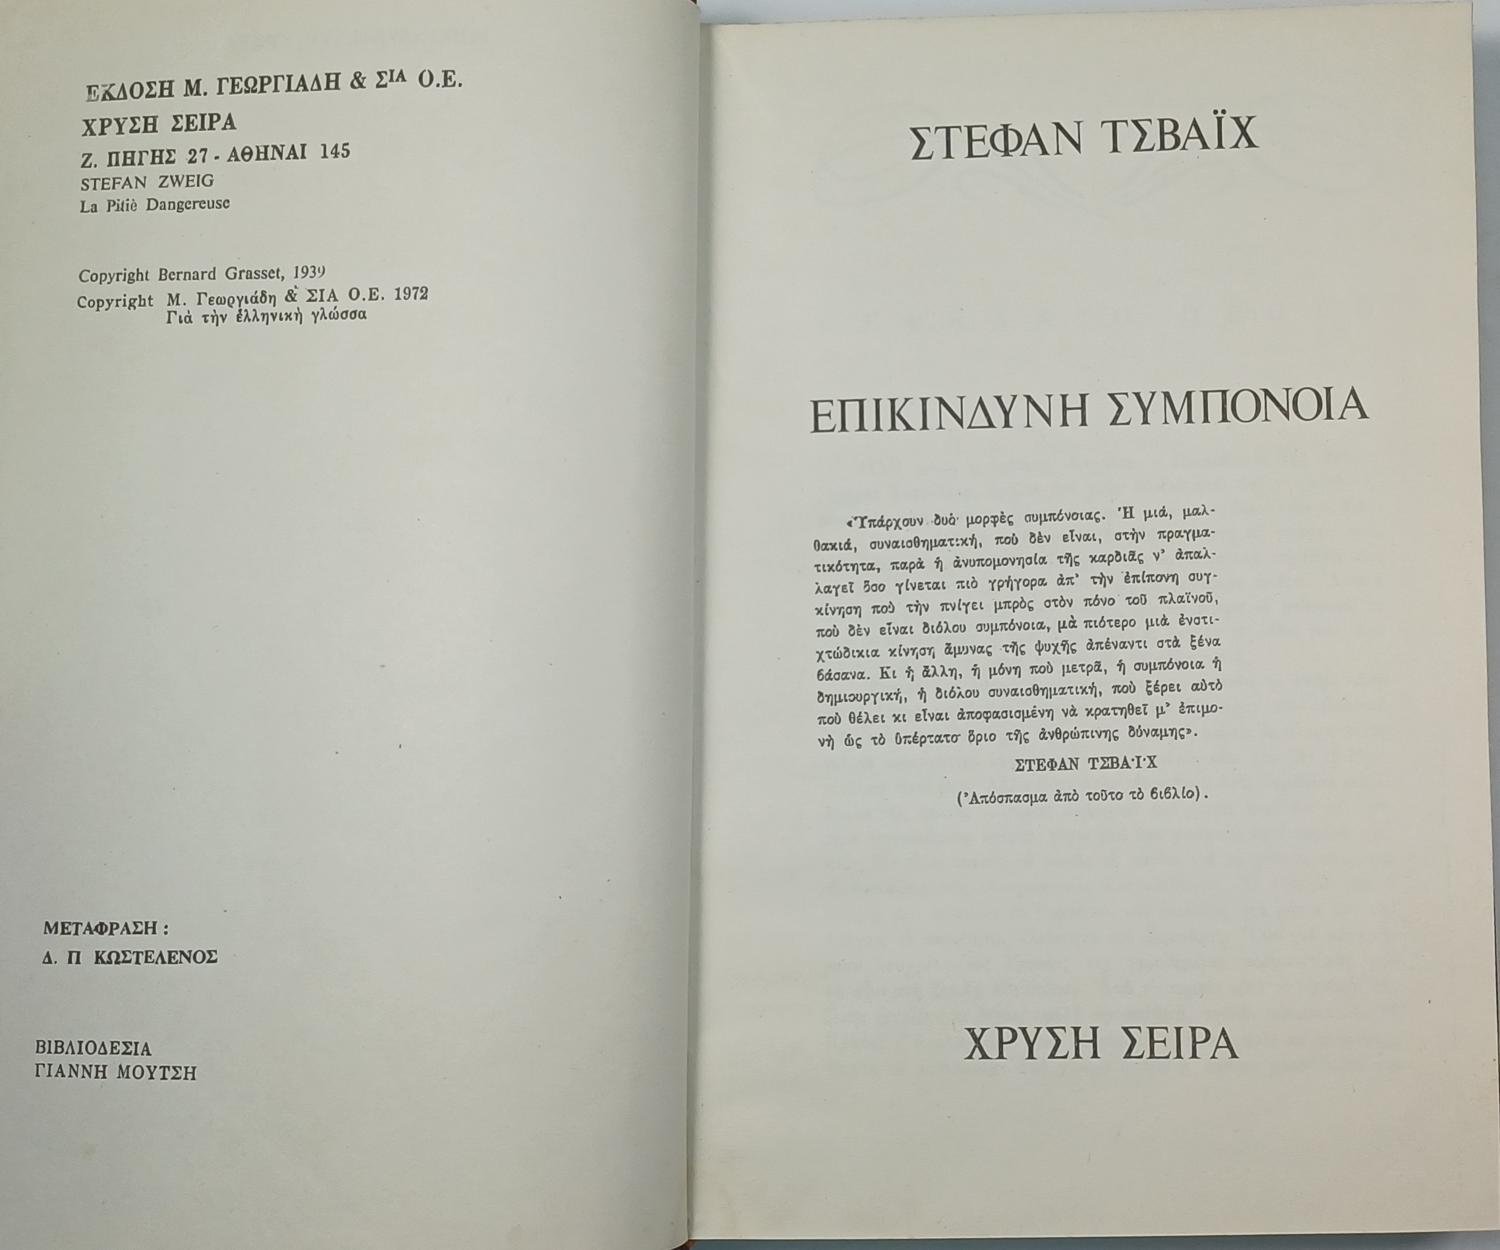 ΕΚΔΟΣΗ Μ. ΓΕΩΡΓΙΑΔΗ & ΣΙΑ Ο.Ε.
ΧΡΥΣΗ ΣΕΙΡΑ
Ζ. ΠΗΓΗΣ 27 - ΑΘΗΝΑΙ 145
STEFAN ZWEIG
La Pitiè Dangereuse
Copyright Bernard Grasset, 1939
Copyright Μ. Γεωργιάδη & ΣΙΑ Ο.Ε. 1972
Γιὰ τὴν ἑλληνικὴ γλώσσα
ΜΕΤΑΦΡΑΣΗ :
Δ. Π ΚΩΣΤΕΛΕΝΟΣ
ΒΙΒΛΙΟΔΕΣΙΑ
ΓΙΑΝΝΗ ΜΟΥΤΣΗ
ΣΤΕΦΑΝ ΤΣΒΑΪΧ
ΕΠΙΚΙΝΔΥΝΗ ΣΥΜΠΟΝΟΙΑ
«Ὑπάρχουν δυὸ μορφὲς συμπόνοιας. Ἡ μιά, μαλ-
θακιά, συναισθηματική, ποὺ δὲν εἶναι, στὴν πραγμα-
τικότητα, παρὰ ἡ ἀνυπομονησία τῆς καρδιᾶς ν' ἀπαλ-
λαγεῖ ὅσο γίνεται πιὸ γρήγορα ἀπ' τὴν ἐπίπονη συγ-
κίνηση ποὺ τὴν πνίγει μπρὸς στὸν πόνο τοῦ πλαϊνοῦ,
ποὺ δὲν εἶναι διόλου συμπόνοια, μὰ πιότερο μιὰ ἐνστι-
χτώδικια κίνηση ἄμυνας τῆς ψυχῆς ἀπέναντι στὰ ξένα
βάσανα. Κι ἡ ἄλλη, ἡ μόνη ποὺ μετρᾶ, ἡ συμπόνοια ἡ
δημιουργική, ἡ διόλου συναισθηματική, ποὺ ξέρει αὐτὸ
ποὺ θέλει κι εἶναι ἀποφασισμένη νὰ κρατηθεῖ μ' ἐπιμο-
νὴ ὡς τὸ ὑπέρτατο ὅριο τῆς ἀνθρώπινης δύναμης».
ΣΤΕΦΑΝ ΤΣΒΑ·Ι·Χ
(Ἀπόσπασμα ἀπὸ τοῦτο τὸ βιβλίο).
ΧΡΥΣΗ ΣΕΙΡΑ